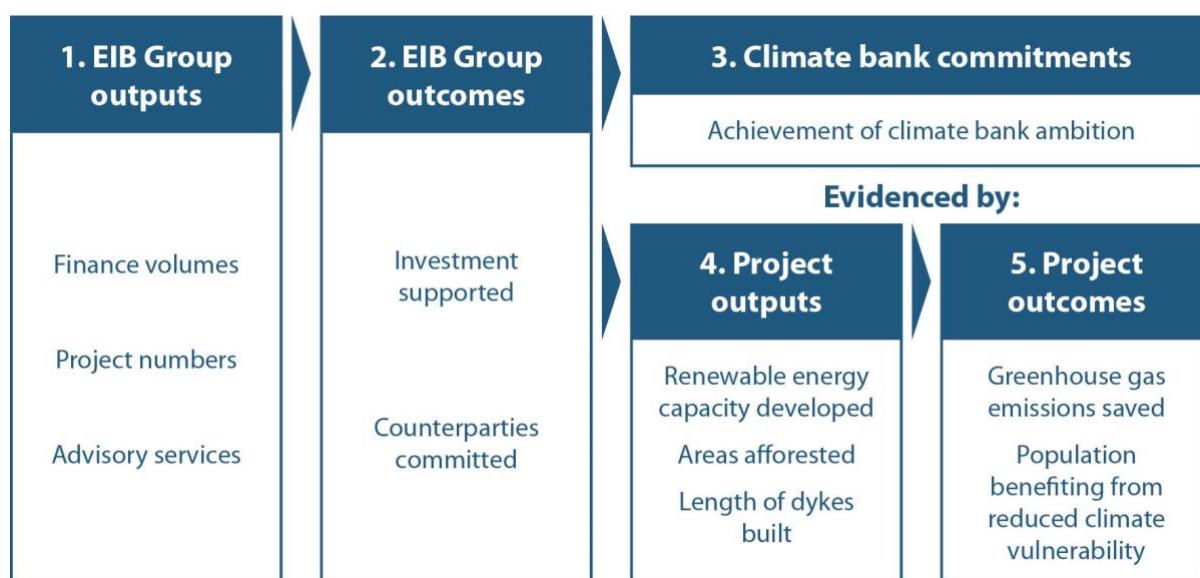 1. EIB Group
outputs
Finance volumes
Project numbers
Advisory services
2. EIB Group
outcomes
Investment
supported
Counterparties
committed
3. Climate bank commitments
Achievement of climate bank ambition
Evidenced by:
4. Project
outputs
Renewable energy
capacity developed
Areas afforested
Length of dykes
built
5. Project
outcomes
Greenhouse gas
emissions saved
Population
benefiting from
reduced climate
vulnerability